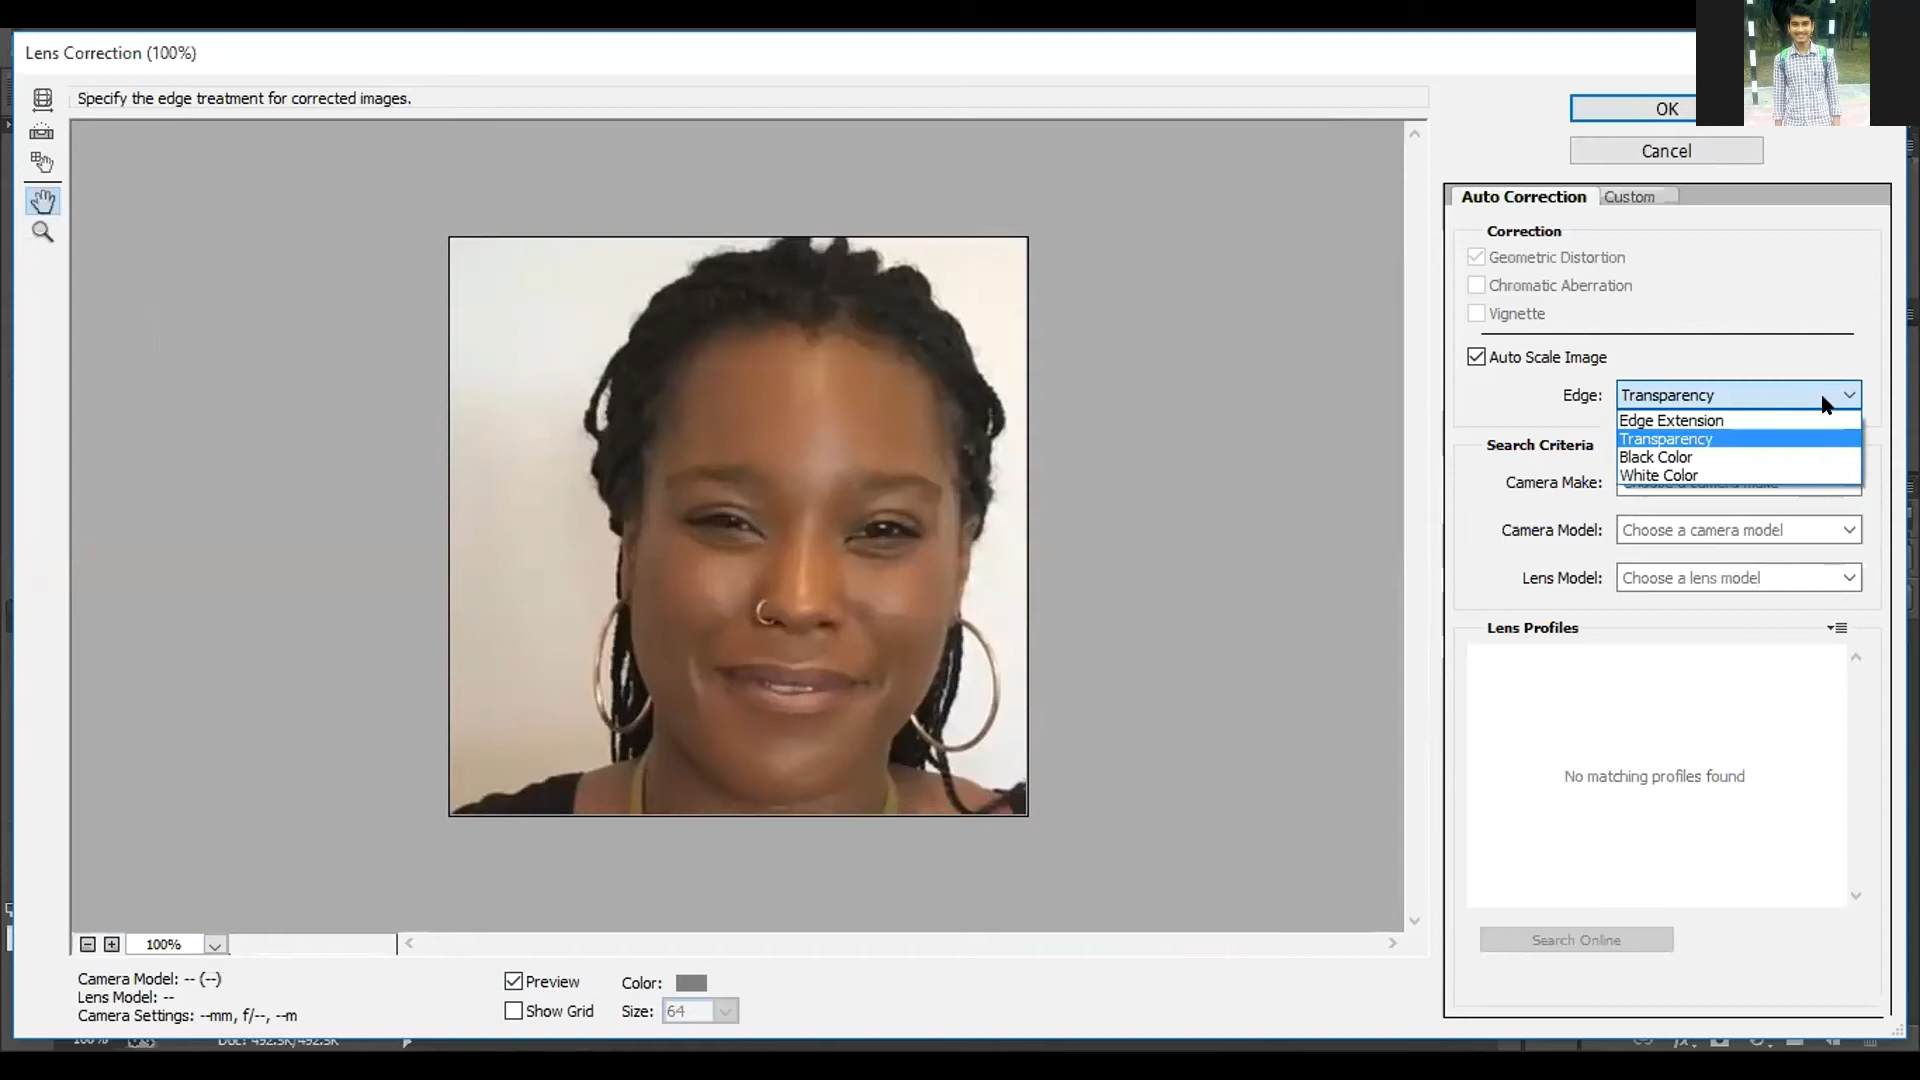 Lens Correction (100%)
Specify the edge treatment for corrected images.
OK
Cancel
Auto Correction
Custom
Correction
Geometric Distortion
Chromatic Aberration
Vignette
Auto Scale Image
Edge: Transparency
Edge Extension
Transparency
Black Color
White Color
Search Criteria
Camera Make:
Camera Model: Choose a camera model
Lens Model: Choose a lens model
Lens Profiles
No matching profiles found
Search Online
100%
Camera Model: -- (--)
Lens Model: --
Camera Settings: --mm, f/--, --m
Preview
Show Grid
Color:
Size: 64